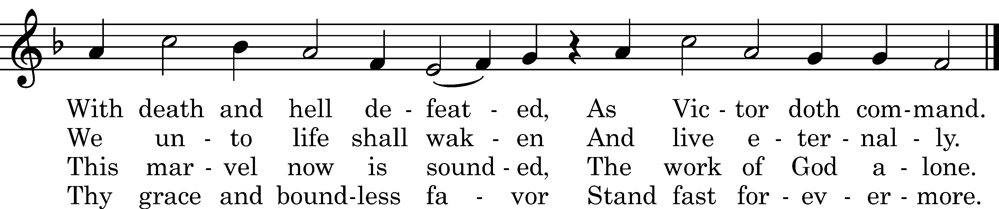 With death and hell de - feat - ed, As Vic - tor doth com - mand.
We un - to life shall wak - en And live e - ter - nal - ly.
This mar - vel now is sound - ed, The work of God a - lone.
Thy grace and bound - less fa - vor Stand fast for - ev - er - more.